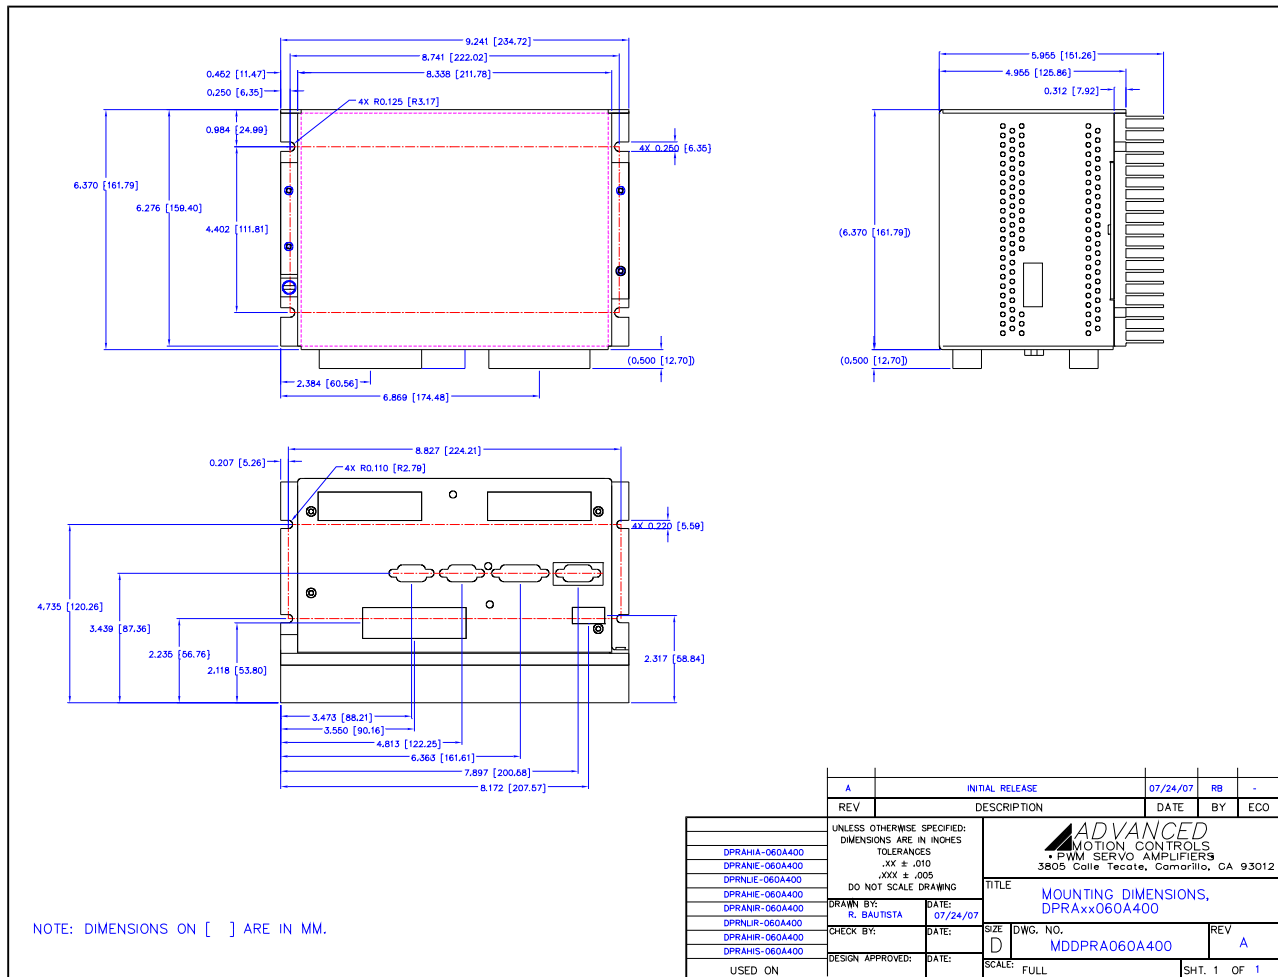 9.241 [234.72]
8.741 [222.02]
0.452 [11.47]
8.338 [211.78]
0.250 [6.35]
4X R0.125 [R3.17]
0.984 [24.99]
4X 0.250 [6.35]
6.370 [161.79]
6.276 [159.40]
4.402 [111.81]
(0.500 [12.70])
2.384 [60.56]
6.869 [174.48]
5.955 [151.26]
4.955 [125.86]
0.312 [7.92]
(6.370 [161.79])
(0.500 [12.70])
8.827 [224.21]
0.207 [5.26]
4X R0.110 [R2.79]
4X 0.220 [5.59]
4.735 [120.26]
3.439 [87.36]
2.235 [56.76]
2.118 [53.80]
2.317 [58.84]
3.473 [88.21]
3.550 [90.16]
4.813 [122.25]
6.363 [161.61]
7.897 [200.58]
8.172 [207.57]
NOTE: DIMENSIONS ON [ ] ARE IN MM.
A INITIAL RELEASE 07/24/07 RB -
REV DESCRIPTION DATE BY ECO
DPRAHIA-060A400
DPRANIE-060A400
DPRNLIE-060A400
DPRAHIE-060A400
DPRANIR-060A400
DPRNLIR-060A400
DPRAHIR-060A400
DPRAHIS-060A400
USED ON
UNLESS OTHERWISE SPECIFIED:
DIMENSIONS ARE IN INCHES
TOLERANCES
.XX ± .010
.XXX ± .005
DO NOT SCALE DRAWING
DRAWN BY: DATE:
R. BAUTISTA 07/24/07
CHECK BY: DATE:
DESIGN APPROVED: DATE:
ADVANCED
MOTION CONTROLS
• PWM SERVO AMPLIFIERS
3805 Calle Tecate, Camarillo, CA 93012
TITLE
MOUNTING DIMENSIONS,
DPRAxx060A400
SIZE DWG. NO. REV
D MDDPRA060A400 A
SCALE: FULL SHT. 1 OF 1